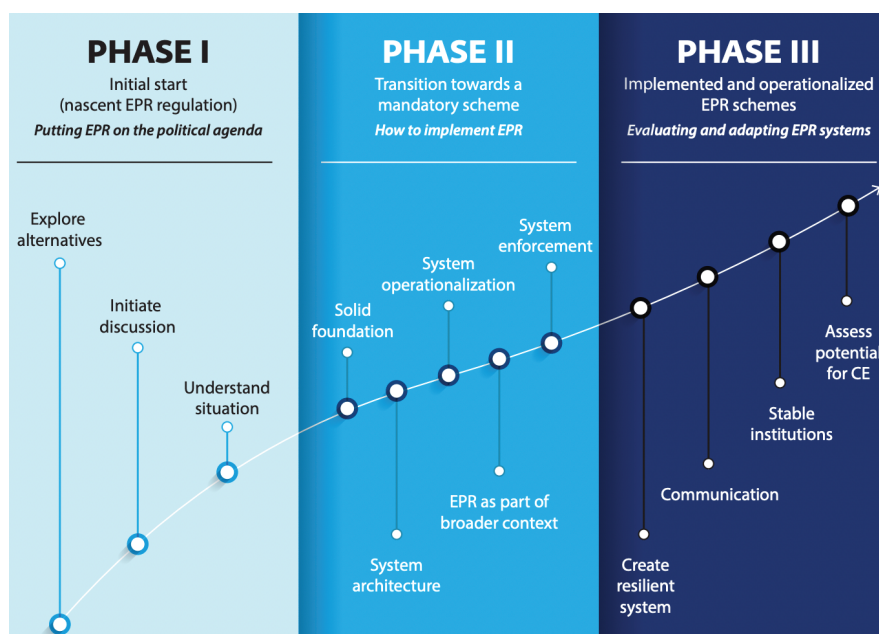 PHASE I
Initial start
(nascent EPR regulation)
Putting EPR on the political agenda
Explore
alternatives
Initiate
discussion
Understand
situation
PHASE II
Transition towards a
mandatory scheme
How to implement EPR
Solid
foundation
System
architecture
System
operationalization
EPR as part of
broader context
System
enforcement
PHASE III
Implemented and operationalized
EPR schemes
Evaluating and adapting EPR systems
Create
resilient
system
Communication
Stable
institutions
Assess
potential
for CE